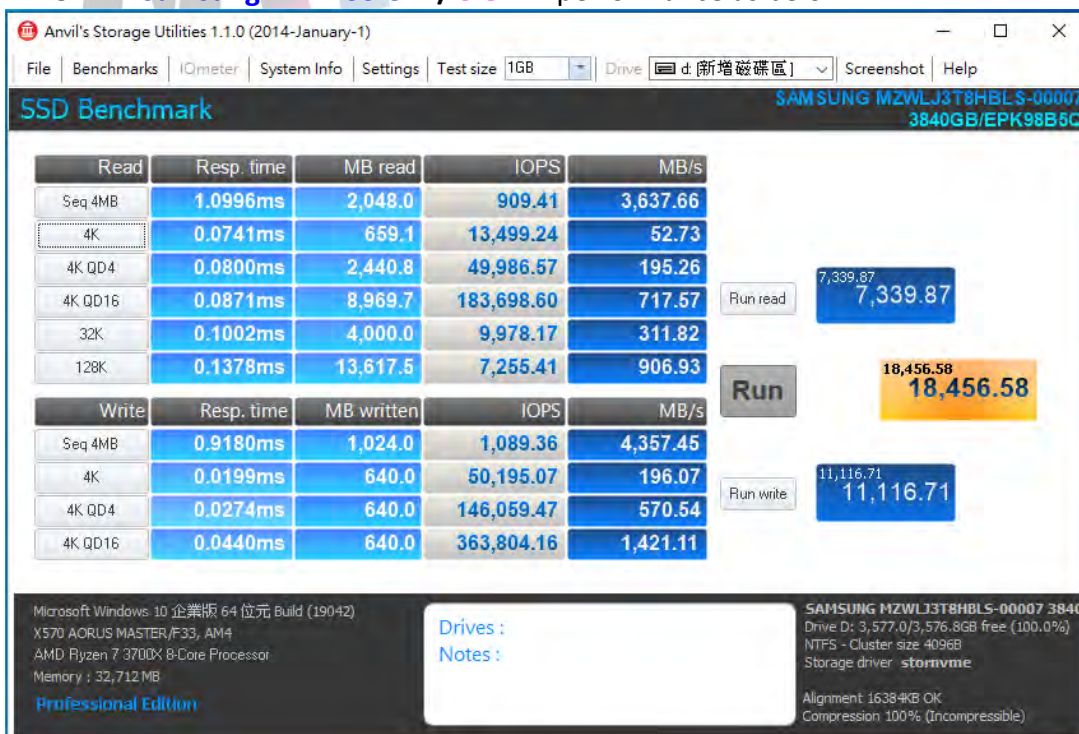 Anvil's Storage Utilities 1.1.0 (2014-January-1)
File Benchmarks IOmeter System Info Settings Test size 1GB Drive d: [新增磁碟區] Screenshot Help
SSD Benchmark
SAMSUNG MZWLJ3T8HBLS-00007
3840GB/EPK98B5Q
Read Resp. time MB read IOPS MB/s
Seq 4MB 1.0996ms 2,048.0 909.41 3,637.66
4K 0.0741ms 659.1 13,499.24 52.73
4K QD4 0.0800ms 2,440.8 49,986.57 195.26
4K QD16 0.0871ms 8,969.7 183,698.60 717.57
32K 0.1002ms 4,000.0 9,978.17 311.82
128K 0.1378ms 13,617.5 7,255.41 906.93
Run read
7,339.87
7,339.87
Run
18,456.58
18,456.58
Write Resp. time MB written IOPS MB/s
Seq 4MB 0.9180ms 1,024.0 1,089.36 4,357.45
4K 0.0199ms 640.0 50,195.07 196.07
4K QD4 0.0274ms 640.0 146,059.47 570.54
4K QD16 0.0440ms 640.0 363,804.16 1,421.11
Run write
11,116.71
11,116.71
Microsoft Windows 10 企業版 64 位元 Build (19042)
X570 AORUS MASTER/F33, AM4
AMD Ryzen 7 3700X 8-Core Processor
Memory : 32,712 MB
Professional Edition
Drives :
Notes :
SAMSUNG MZWLJ3T8HBLS-00007 3840
Drive D: 3,577.0/3,576.8GB free (100.0%)
NTFS - Cluster size 4096B
Storage driver stornvme
Alignment 16384KB OK
Compression 100% (Incompressible)